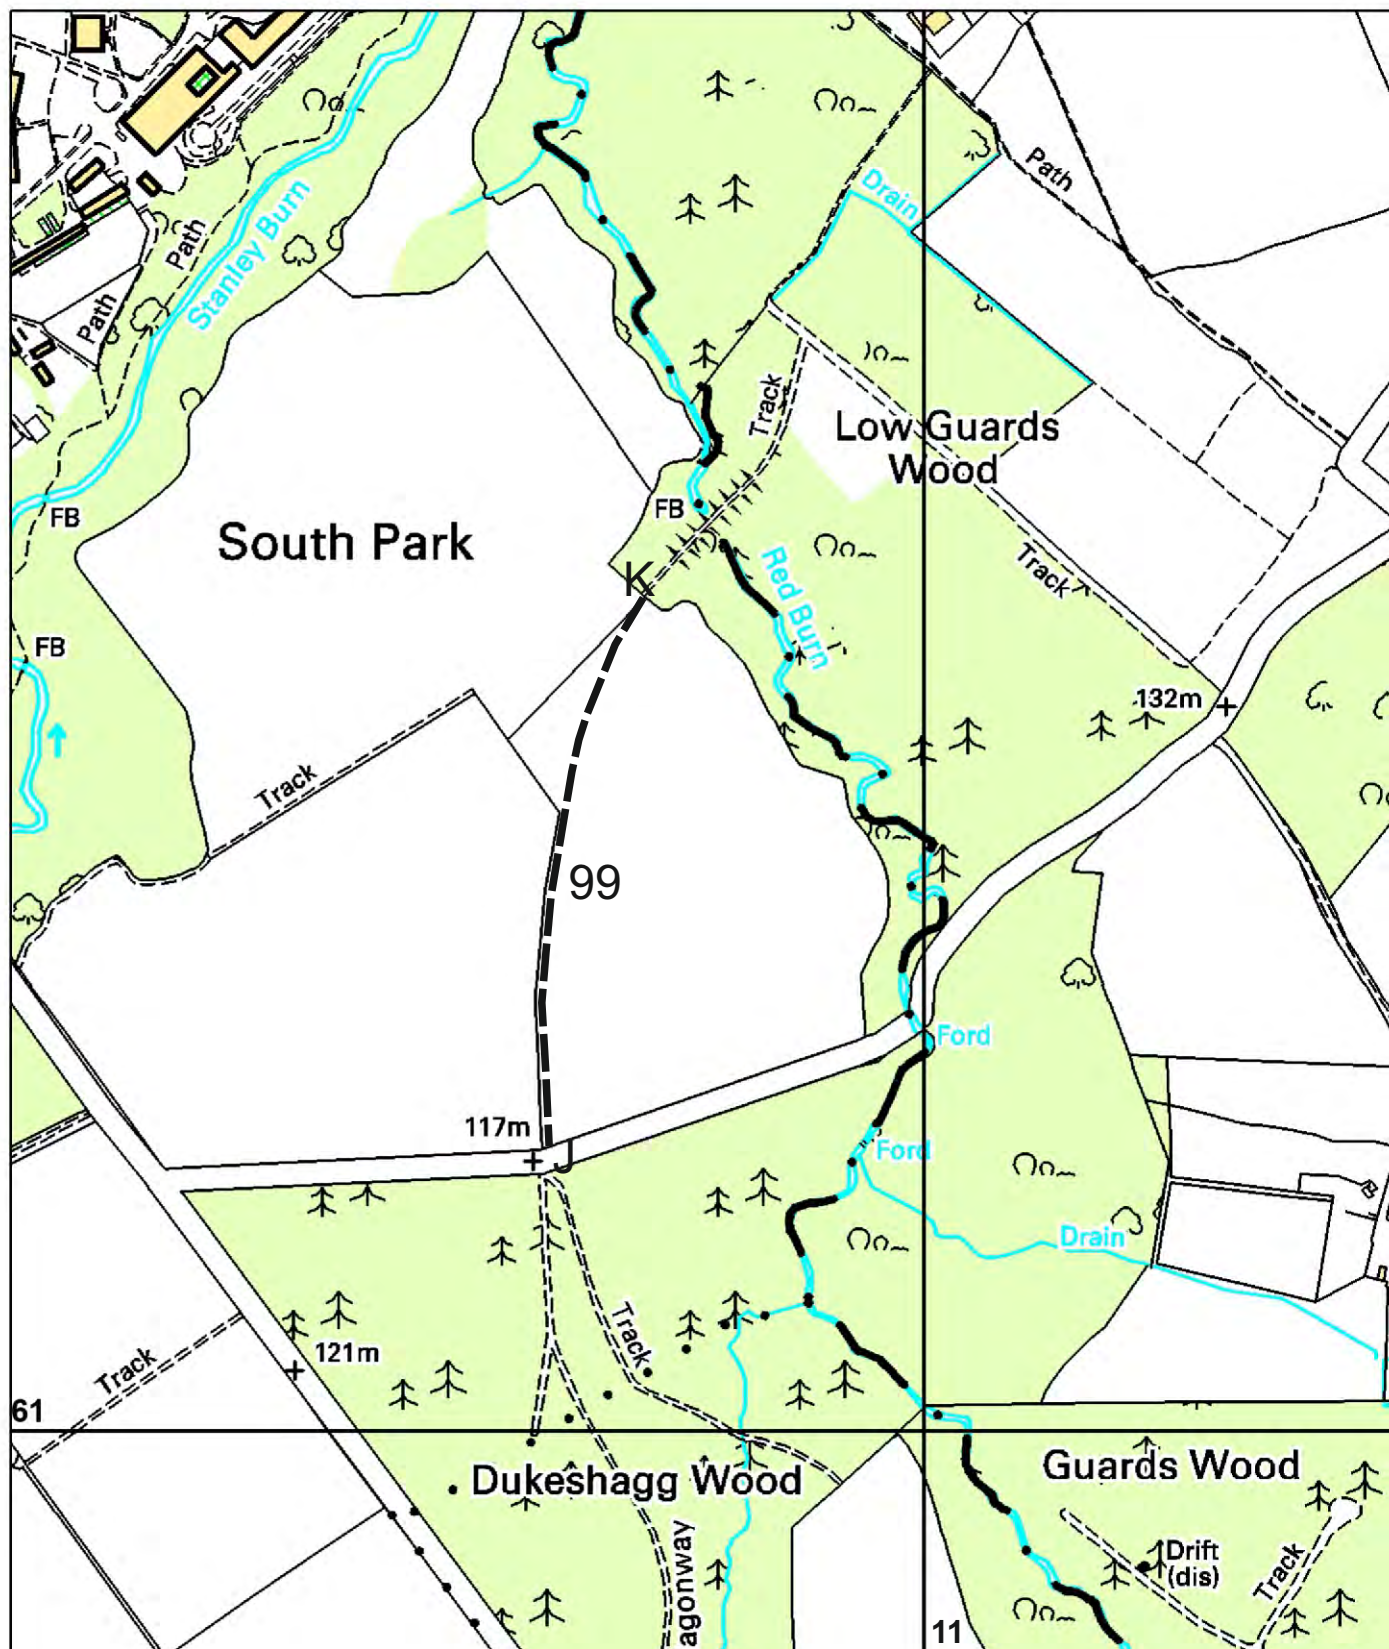 Path
Drain
Path
Stanley Burn
Path
Track
Low Guards
Wood
FB
FB
South Park
Track
K
Red Burn
FB
132m
Track
99
Ford
117m
J
Ford
Drain
Track
121m
Track
61
Dukeshagg Wood
Guards Wood
agonway
Drift
(dis)
Track
11